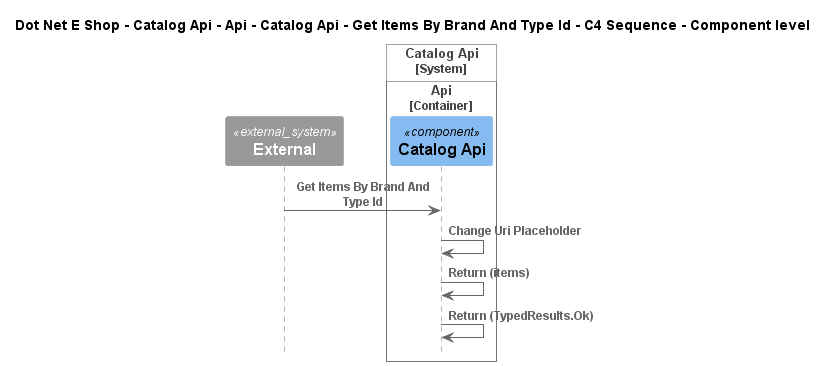 Dot Net E Shop - Catalog Api - Api - Catalog Api - Get Items By Brand And Type Id - C4 Sequence - Component level
Catalog Api
[System]
Api
[Container]
«external_system»
External
«component»
Catalog Api
Get Items By Brand And
Type Id
Change Uri Placeholder
Return (items)
Return (TypedResults.Ok)